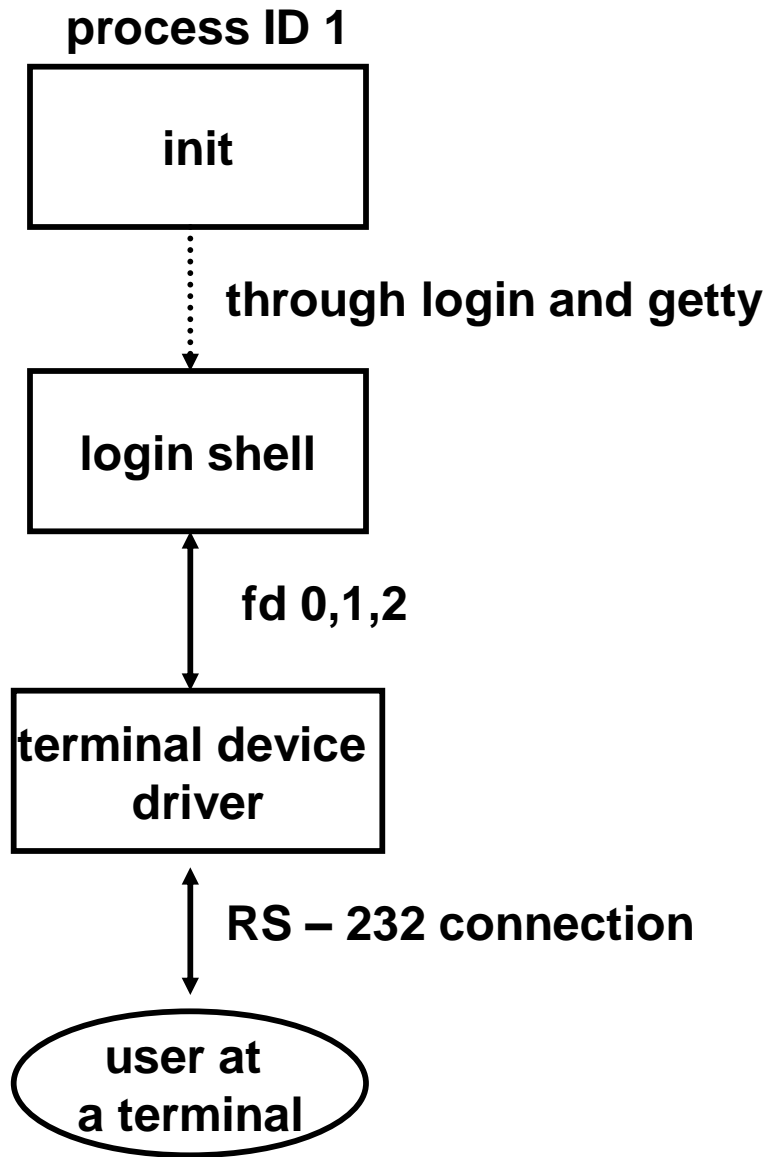 process ID 1
init
through login and getty
login shell
fd 0,1,2
terminal device
driver
RS – 232 connection
user at
a terminal